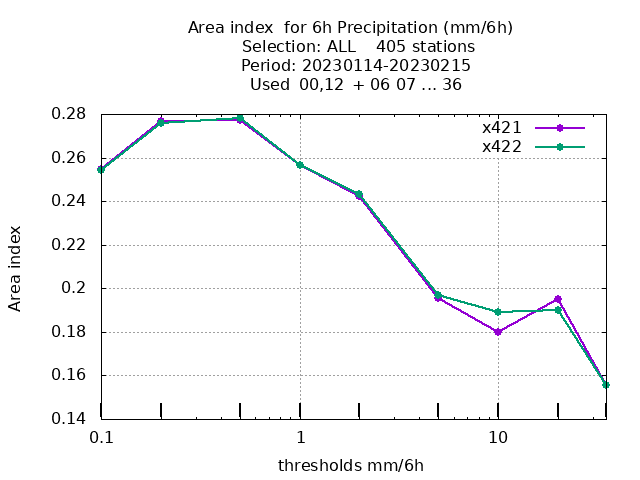 Area index  for 6h Precipitation (mm/6h)
Selection: ALL    405 stations
Period: 20230114-20230215
Used  00,12  + 06 07 ... 36
x421
x422
0.28
0.26
0.24
0.22
0.2
0.18
0.16
0.14
Area index
0.1
1
10
thresholds mm/6h